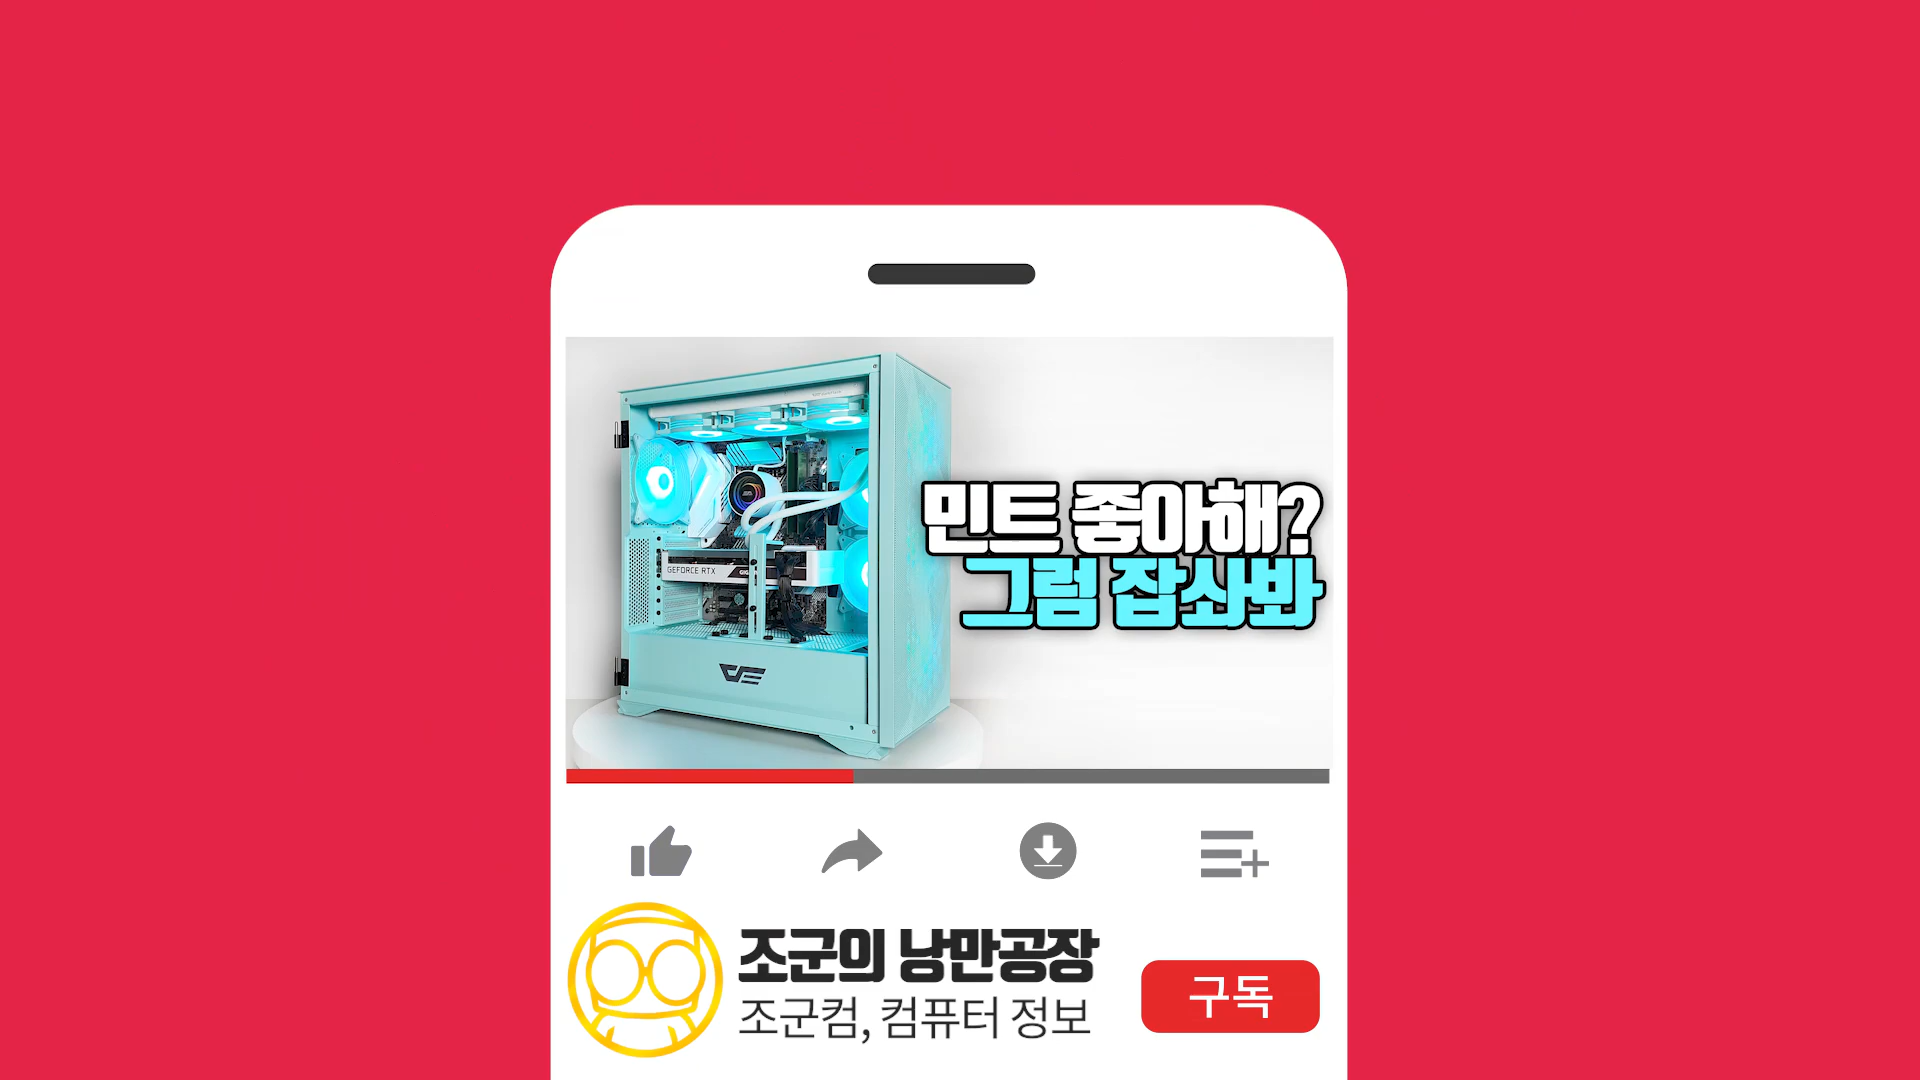 민트 좋아해?
그럼 잡솨봐
GEFORCE RTX
조군의 낭만공장
조군컴, 컴퓨터 정보
구독